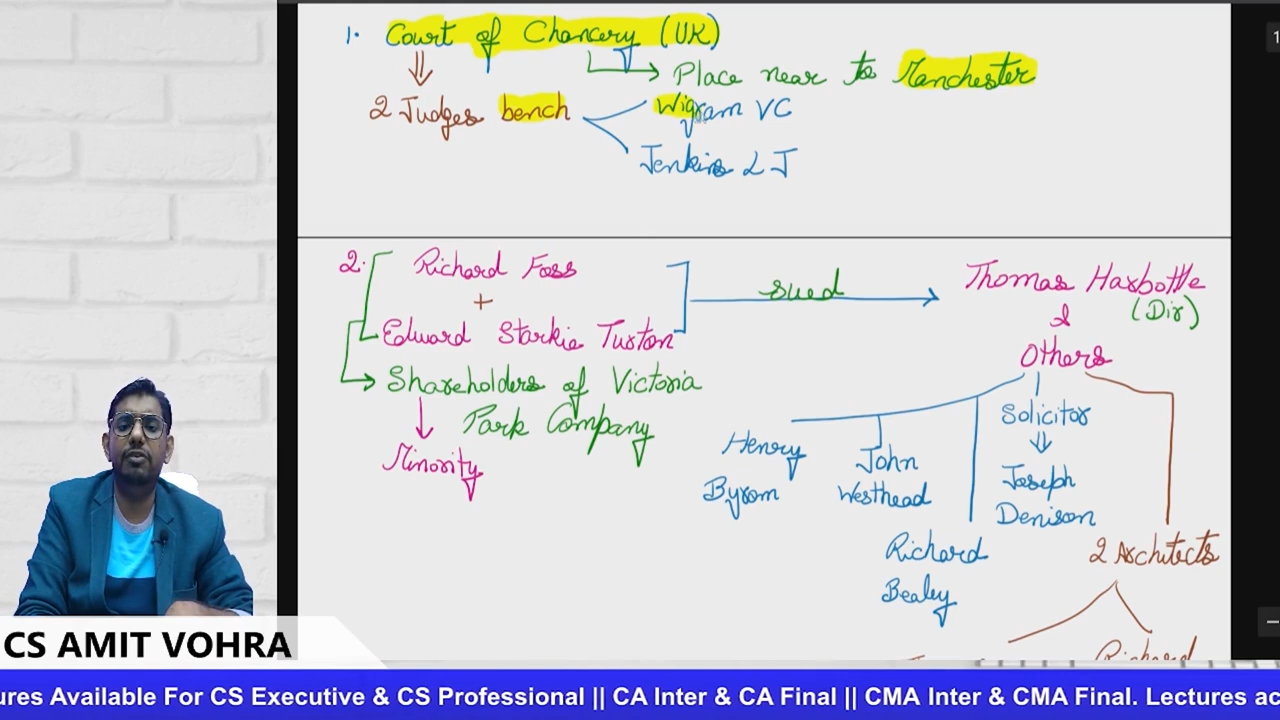 1. Court of Chancery (UK)
Place near to Manchester
2 Judges bench
Wigram VC
Jenkins L J
2. Richard Foss
+
Edward Starkie Turton
sued
Thomas Harbottle
(Dir)
&
Others
Shareholders of Victoria
Park Company
Minority
Henry
Byrom
John
Westhead
Richard
Bealey
Solicitor
Joseph
Denison
2 Architects
Richard
1
CS AMIT VOHRA
ures Available For CS Executive & CS Professional || CA Inter & CA Final || CMA Inter & CMA Final. Lectures ac